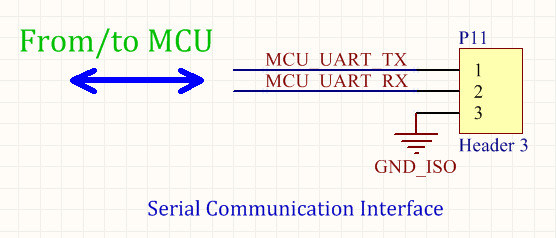 From/to MCU
P11
MCU_UART_TX
1
MCU_UART_RX
2
3
Header 3
GND_ISO
Serial Communication Interface